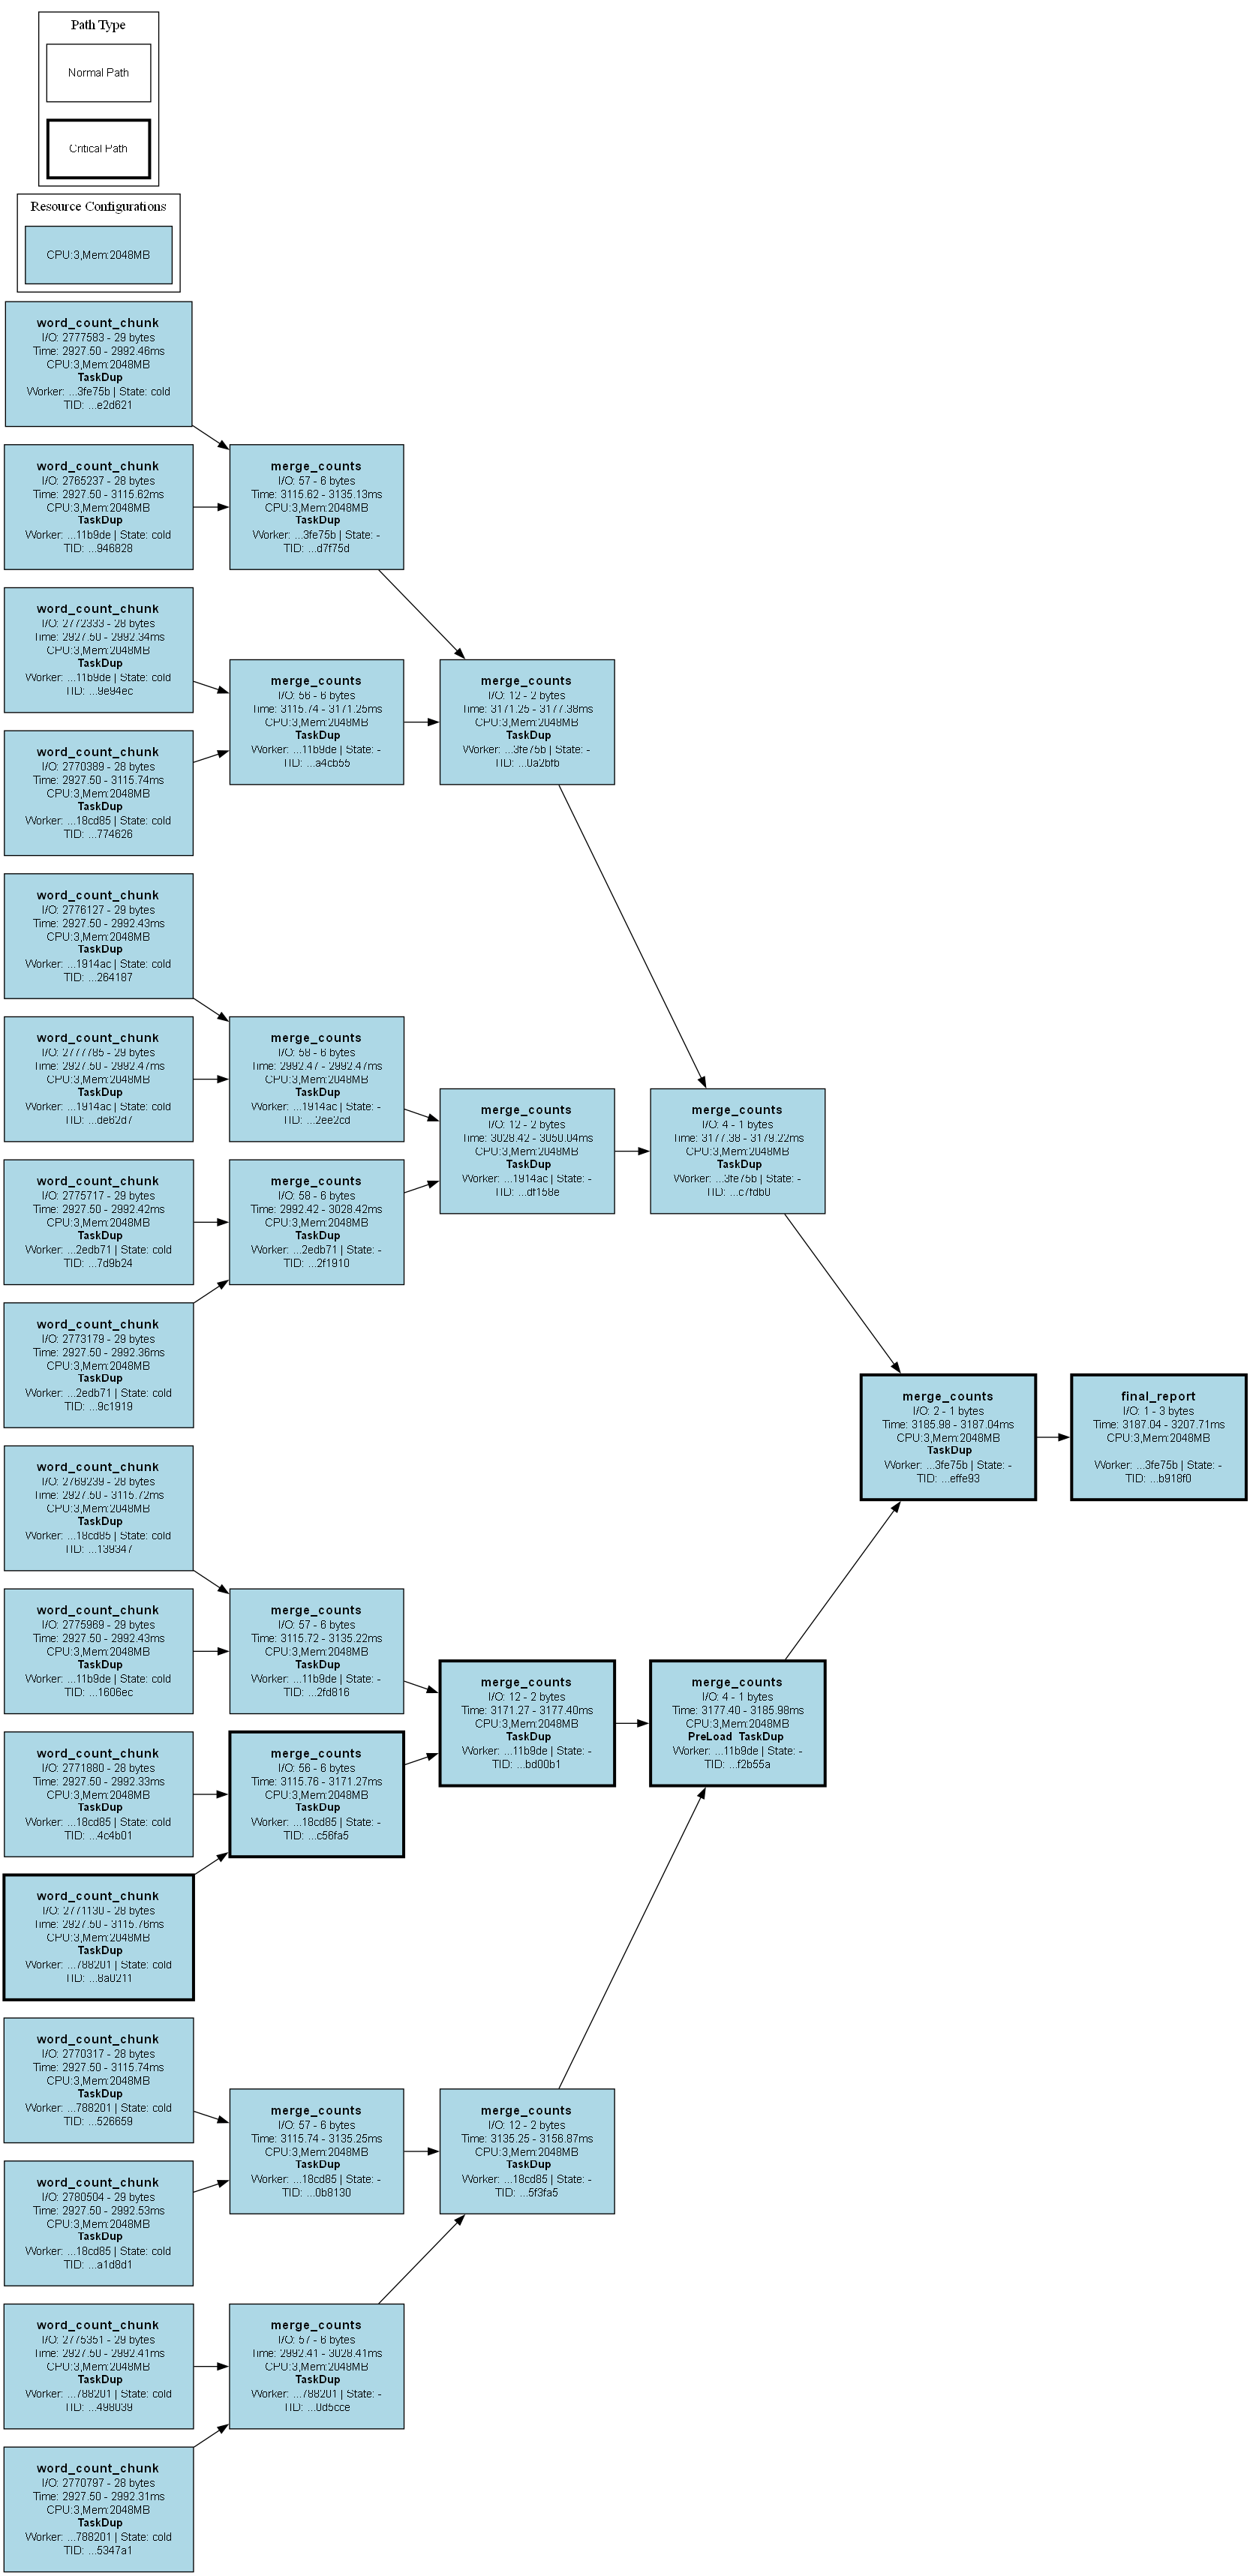 Path Type
Normal Path
Critical Path
Resource Configurations
CPU:3,Mem:2048MB
word_count_chunk
I/O: 2777583 - 29 bytes
Time: 2927.50 - 2992.46ms
CPU:3,Mem:2048MB
TaskDup
Worker: ...3fe75b | State: cold
TID: ...e2d621
word_count_chunk
I/O: 2765237 - 28 bytes
Time: 2927.50 - 3115.62ms
CPU:3,Mem:2048MB
TaskDup
Worker: ...11b9de | State: cold
TID: ...946828
merge_counts
I/O: 57 - 6 bytes
Time: 3115.62 - 3135.13ms
CPU:3,Mem:2048MB
TaskDup
Worker: ...3fe75b | State: -
TID: ...d7f75d
word_count_chunk
I/O: 2772333 - 28 bytes
Time: 2927.50 - 2992.34ms
CPU:3,Mem:2048MB
TaskDup
Worker: ...11b9de | State: cold
TID: ...9e94ec
merge_counts
I/O: 56 - 6 bytes
Time: 3115.74 - 3171.25ms
CPU:3,Mem:2048MB
TaskDup
Worker: ...11b9de | State: -
TID: ...a4cb55
merge_counts
I/O: 12 - 2 bytes
Time: 3171.25 - 3177.38ms
CPU:3,Mem:2048MB
TaskDup
Worker: ...3fe75b | State: -
TID: ...0a2bfb
word_count_chunk
I/O: 2770389 - 28 bytes
Time: 2927.50 - 3115.74ms
CPU:3,Mem:2048MB
TaskDup
Worker: ...18cd85 | State: cold
TID: ...774626
word_count_chunk
I/O: 2776127 - 29 bytes
Time: 2927.50 - 2992.43ms
CPU:3,Mem:2048MB
TaskDup
Worker: ...1914ac | State: cold
TID: ...264187
word_count_chunk
I/O: 2777785 - 29 bytes
Time: 2927.50 - 2992.47ms
CPU:3,Mem:2048MB
TaskDup
Worker: ...1914ac | State: cold
TID: ...de62d7
merge_counts
I/O: 58 - 6 bytes
Time: 2992.47 - 2992.47ms
CPU:3,Mem:2048MB
TaskDup
Worker: ...1914ac | State: -
TID: ...2ee2cd
merge_counts
I/O: 12 - 2 bytes
Time: 3028.42 - 3050.04ms
CPU:3,Mem:2048MB
TaskDup
Worker: ...1914ac | State: -
TID: ...df158e
merge_counts
I/O: 4 - 1 bytes
Time: 3177.38 - 3179.22ms
CPU:3,Mem:2048MB
TaskDup
Worker: ...3fe75b | State: -
TID: ...c7fdb0
word_count_chunk
I/O: 2775717 - 29 bytes
Time: 2927.50 - 2992.42ms
CPU:3,Mem:2048MB
TaskDup
Worker: ...2edb71 | State: cold
TID: ...7d9b24
merge_counts
I/O: 58 - 6 bytes
Time: 2992.42 - 3028.42ms
CPU:3,Mem:2048MB
TaskDup
Worker: ...2edb71 | State: -
TID: ...2f1910
word_count_chunk
I/O: 2773179 - 29 bytes
Time: 2927.50 - 2992.36ms
CPU:3,Mem:2048MB
TaskDup
Worker: ...2edb71 | State: cold
TID: ...9c1919
merge_counts
I/O: 2 - 1 bytes
Time: 3185.98 - 3187.04ms
CPU:3,Mem:2048MB
TaskDup
Worker: ...3fe75b | State: -
TID: ...effe93
final_report
I/O: 1 - 3 bytes
Time: 3187.04 - 3207.71ms
CPU:3,Mem:2048MB
Worker: ...3fe75b | State: -
TID: ...b918f0
word_count_chunk
I/O: 2769239 - 28 bytes
Time: 2927.50 - 3115.72ms
CPU:3,Mem:2048MB
TaskDup
Worker: ...18cd85 | State: cold
TID: ...139347
word_count_chunk
I/O: 2775969 - 29 bytes
Time: 2927.50 - 2992.43ms
CPU:3,Mem:2048MB
TaskDup
Worker: ...11b9de | State: cold
TID: ...1606ec
merge_counts
I/O: 57 - 6 bytes
Time: 3115.72 - 3135.22ms
CPU:3,Mem:2048MB
TaskDup
Worker: ...11b9de | State: -
TID: ...2fd816
merge_counts
I/O: 12 - 2 bytes
Time: 3171.27 - 3177.40ms
CPU:3,Mem:2048MB
TaskDup
Worker: ...11b9de | State: -
TID: ...bd00b1
merge_counts
I/O: 4 - 1 bytes
Time: 3177.40 - 3185.98ms
CPU:3,Mem:2048MB
PreLoad TaskDup
Worker: ...11b9de | State: -
TID: ...f2b55a
word_count_chunk
I/O: 2771880 - 28 bytes
Time: 2927.50 - 2992.33ms
CPU:3,Mem:2048MB
TaskDup
Worker: ...18cd85 | State: cold
TID: ...4c4b01
merge_counts
I/O: 56 - 6 bytes
Time: 3115.76 - 3171.27ms
CPU:3,Mem:2048MB
TaskDup
Worker: ...18cd85 | State: -
TID: ...c56fa5
word_count_chunk
I/O: 2771130 - 28 bytes
Time: 2927.50 - 3115.76ms
CPU:3,Mem:2048MB
TaskDup
Worker: ...788201 | State: cold
TID: ...8a0211
word_count_chunk
I/O: 2770317 - 28 bytes
Time: 2927.50 - 3115.74ms
CPU:3,Mem:2048MB
TaskDup
Worker: ...788201 | State: cold
TID: ...526659
merge_counts
I/O: 57 - 6 bytes
Time: 3115.74 - 3135.25ms
CPU:3,Mem:2048MB
TaskDup
Worker: ...18cd85 | State: -
TID: ...0b8130
merge_counts
I/O: 12 - 2 bytes
Time: 3135.25 - 3156.87ms
CPU:3,Mem:2048MB
TaskDup
Worker: ...18cd85 | State: -
TID: ...5f3fa5
word_count_chunk
I/O: 2780504 - 29 bytes
Time: 2927.50 - 2992.53ms
CPU:3,Mem:2048MB
TaskDup
Worker: ...18cd85 | State: cold
TID: ...a1d8d1
word_count_chunk
I/O: 2775351 - 29 bytes
Time: 2927.50 - 2992.41ms
CPU:3,Mem:2048MB
TaskDup
Worker: ...788201 | State: cold
TID: ...498039
merge_counts
I/O: 57 - 6 bytes
Time: 2992.41 - 3028.41ms
CPU:3,Mem:2048MB
TaskDup
Worker: ...788201 | State: -
TID: ...0d5cce
word_count_chunk
I/O: 2770797 - 28 bytes
Time: 2927.50 - 2992.31ms
CPU:3,Mem:2048MB
TaskDup
Worker: ...788201 | State: cold
TID: ...5347a1